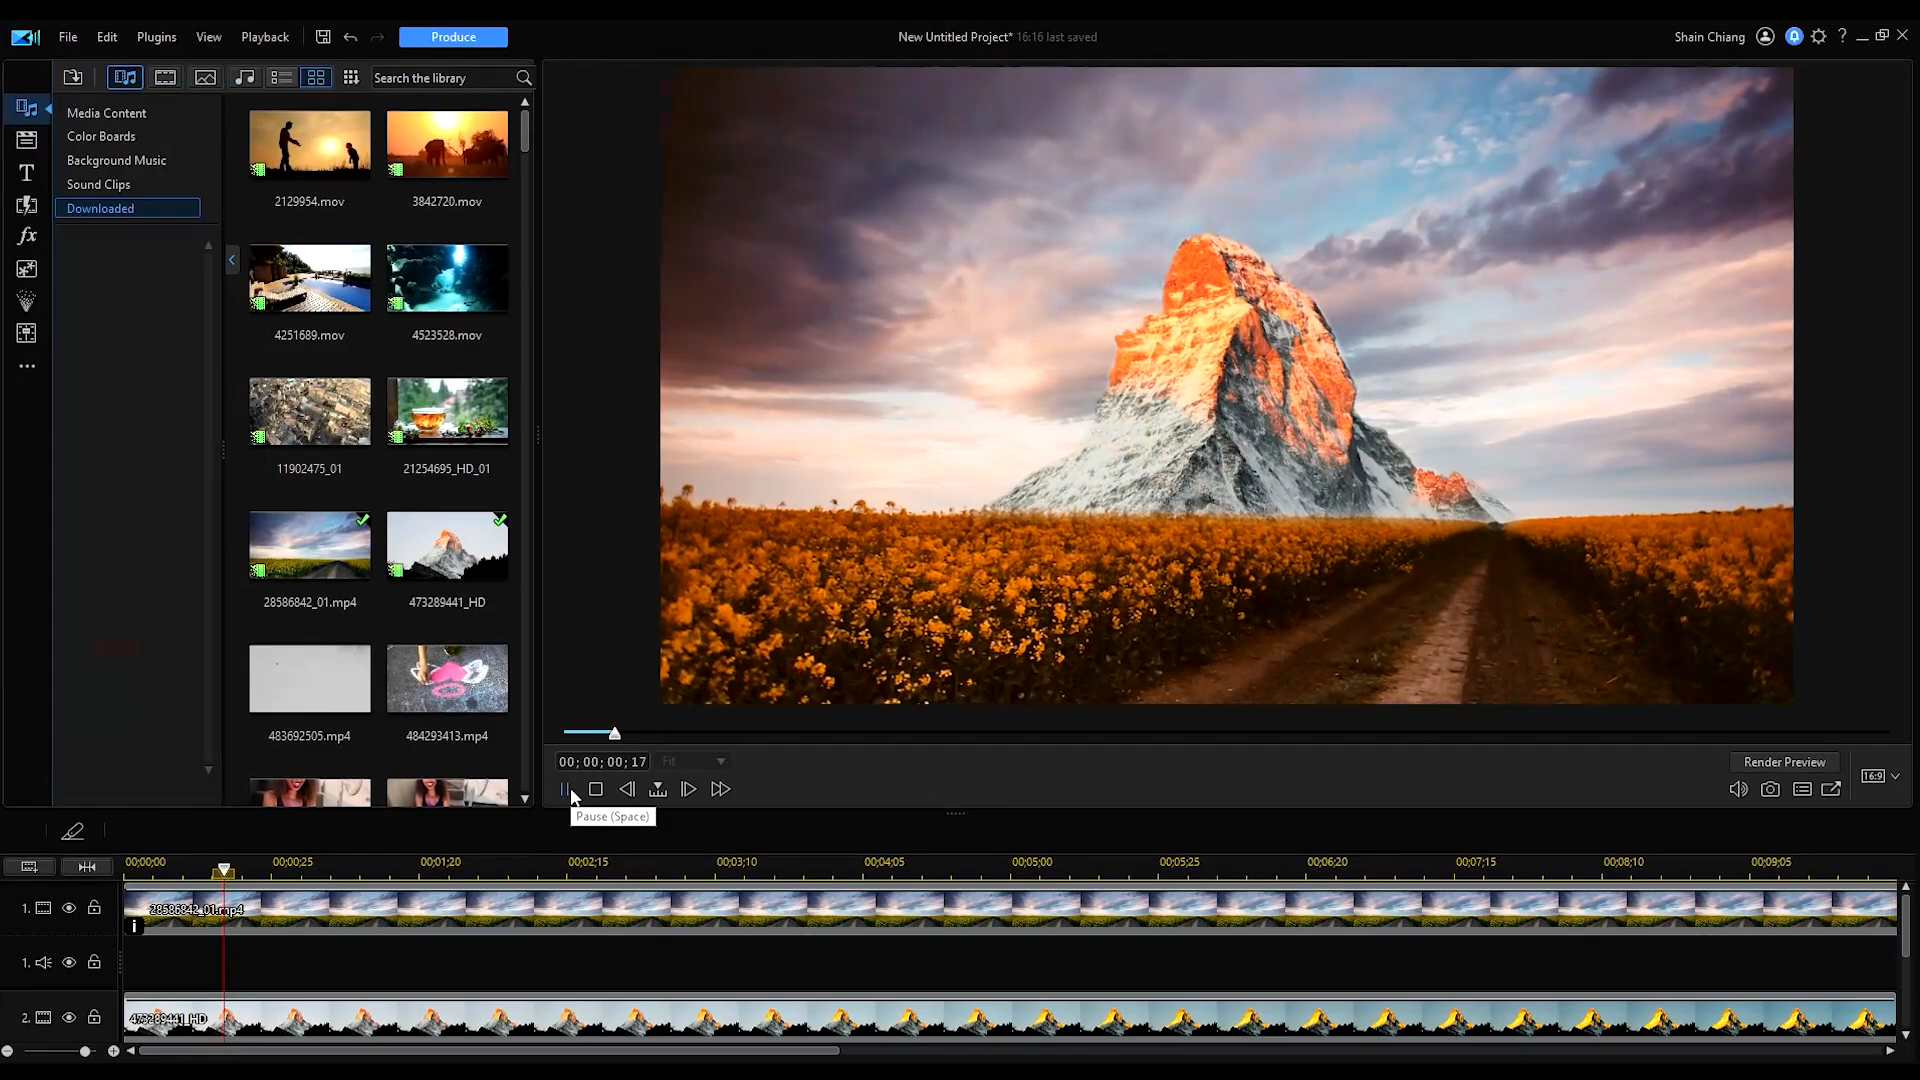 File Edit Plugins View Playback Produce New Untitled Project* 16:16 last saved Shain Chiang ?
Search the library
Media Content
Color Boards
Background Music
Sound Clips
Downloaded
T
fx
2129954.mov 3842720.mov
4251689.mov 4523528.mov
11902475_01 21254695_HD_01
28586842_01.mp4 473289441_HD
483692505.mp4 484293413.mp4
00; 00; 00; 17 Fit Render Preview
16:9
Pause (Space)
00;00;00 00;00;25 00;01;20 00;02;15 00;03;10 00;04;05 00;05;00 00;05;25 00;06;20 00;07;15 00;08;10 00;09;05
1. 28586842_01.mp4
i
1.
2. 473289441_HD